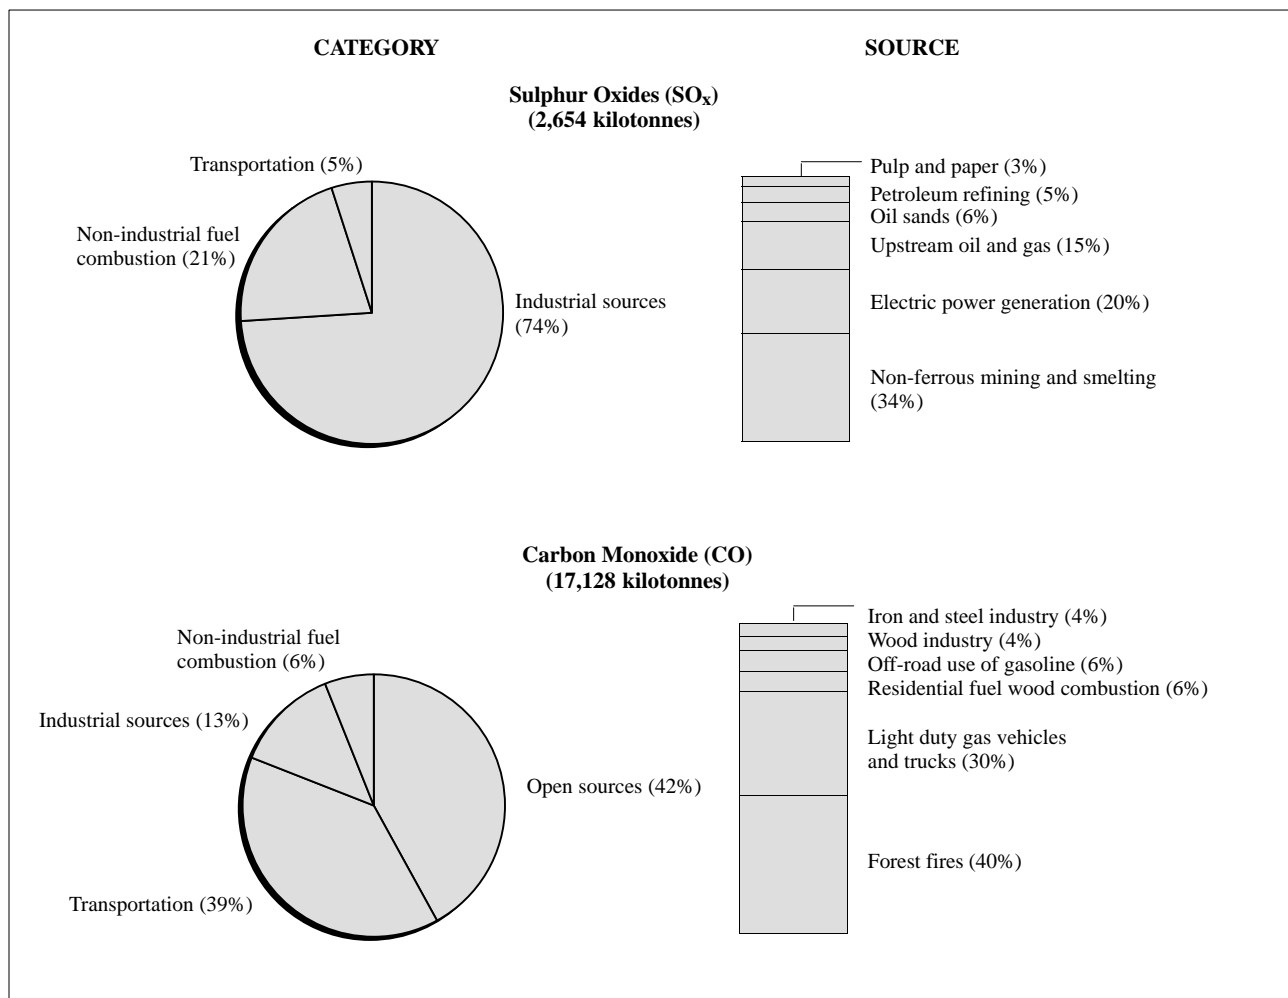 CATEGORY
SOURCE
Sulphur Oxides (SOx)
(2,654 kilotonnes)
Transportation (5%)
Non-industrial fuel
combustion (21%)
Industrial sources
(74%)
Pulp and paper (3%)
Petroleum refining (5%)
Oil sands (6%)
Upstream oil and gas (15%)
Electric power generation (20%)
Non-ferrous mining and smelting
(34%)
Carbon Monoxide (CO)
(17,128 kilotonnes)
Non-industrial fuel
combustion (6%)
Industrial sources (13%)
Open sources (42%)
Transportation (39%)
Iron and steel industry (4%)
Wood industry (4%)
Off-road use of gasoline (6%)
Residential fuel wood combustion (6%)
Light duty gas vehicles
and trucks (30%)
Forest fires (40%)